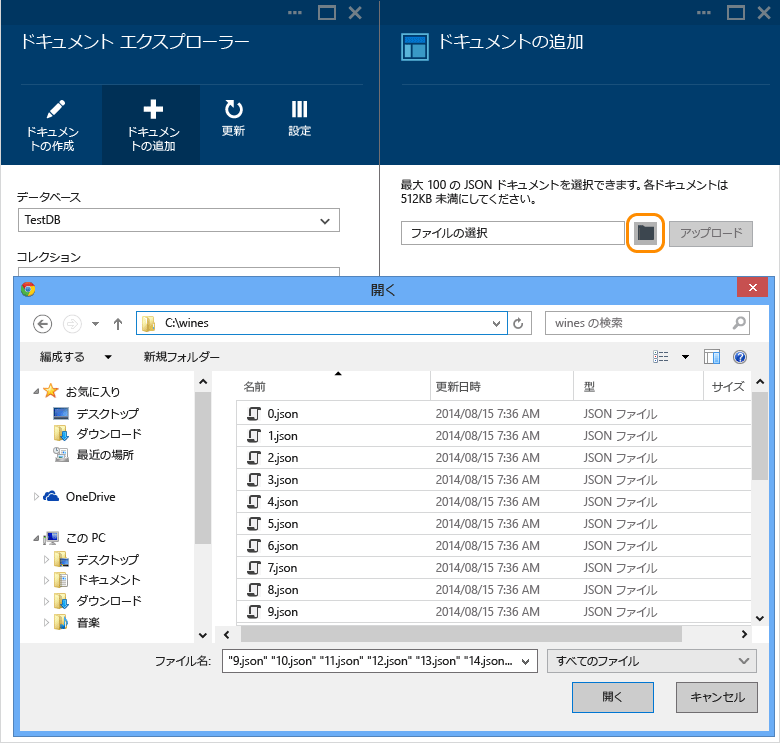 ドキュメント エクスプローラー
ドキュメン
トの作成
ドキュメン
トの追加
更新
設定
データベース
TestDB
コレクション
ドキュメントの追加
最大 100 の JSON ドキュメントを選択できます。各ドキュメントは
512KB 未満にしてください。
ファイルの選択
アップロード
開く
C:\wines
wines の検索
編成する
新規フォルダー
お気に入り
デスクトップ
ダウンロード
最近の場所
OneDrive
この PC
デスクトップ
ドキュメント
ダウンロード
音楽
名前 更新日時 型 サイズ
0.json 2014/08/15 7:36 AM JSON ファイル
1.json 2014/08/15 7:36 AM JSON ファイル
2.json 2014/08/15 7:36 AM JSON ファイル
3.json 2014/08/15 7:36 AM JSON ファイル
4.json 2014/08/15 7:36 AM JSON ファイル
5.json 2014/08/15 7:36 AM JSON ファイル
6.json 2014/08/15 7:36 AM JSON ファイル
7.json 2014/08/15 7:36 AM JSON ファイル
8.json 2014/08/15 7:36 AM JSON ファイル
9.json 2014/08/15 7:36 AM JSON ファイル
ファイル名: "9.json" "10.json" "11.json" "12.json" "13.json" "14.json...
すべてのファイル
開く
キャンセル